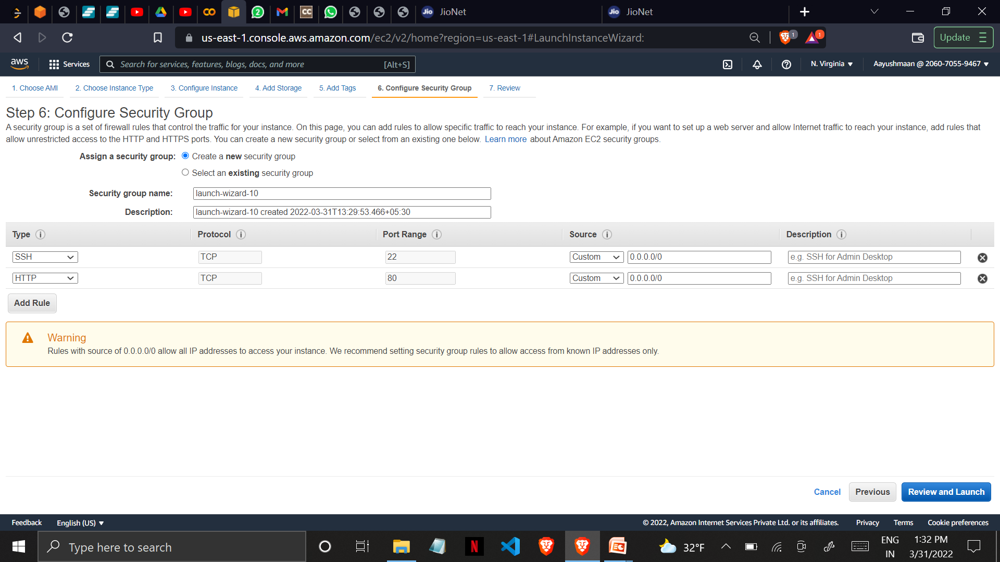 JioNet
JioNet
us-east-1.console.aws.amazon.com/ec2/v2/home?region=us-east-1#LaunchInstanceWizard:
1
1
Update
aws
Services
Search for services, features, blogs, docs, and more
[Alt+S]
N. Virginia
Aayushmaan @ 2060-7055-9467
1. Choose AMI
2. Choose Instance Type
3. Configure Instance
4. Add Storage
5. Add Tags
6. Configure Security Group
7. Review
Step 6: Configure Security Group
A security group is a set of firewall rules that control the traffic for your instance. On this page, you can add rules to allow specific traffic to reach your instance. For example, if you want to set up a web server and allow Internet traffic to reach your instance, add rules that
allow unrestricted access to the HTTP and HTTPS ports. You can create a new security group or select from an existing one below. Learn more about Amazon EC2 security groups.
Assign a security group: Create a new security group
Select an existing security group
Security group name: launch-wizard-10
Description: launch-wizard-10 created 2022-03-31T13:29:53.466+05:30
Type Protocol Port Range Source Description
SSH TCP 22 Custom 0.0.0.0/0 e.g. SSH for Admin Desktop
HTTP TCP 80 Custom 0.0.0.0/0 e.g. SSH for Admin Desktop
Add Rule
Warning
Rules with source of 0.0.0.0/0 allow all IP addresses to access your instance. We recommend setting security group rules to allow access from known IP addresses only.
Cancel
Previous
Review and Launch
Feedback
English (US)
© 2022, Amazon Internet Services Private Ltd. or its affiliates.
Privacy
Terms
Cookie preferences
Type here to search
32°F
ENG
IN
1:32 PM
3/31/2022